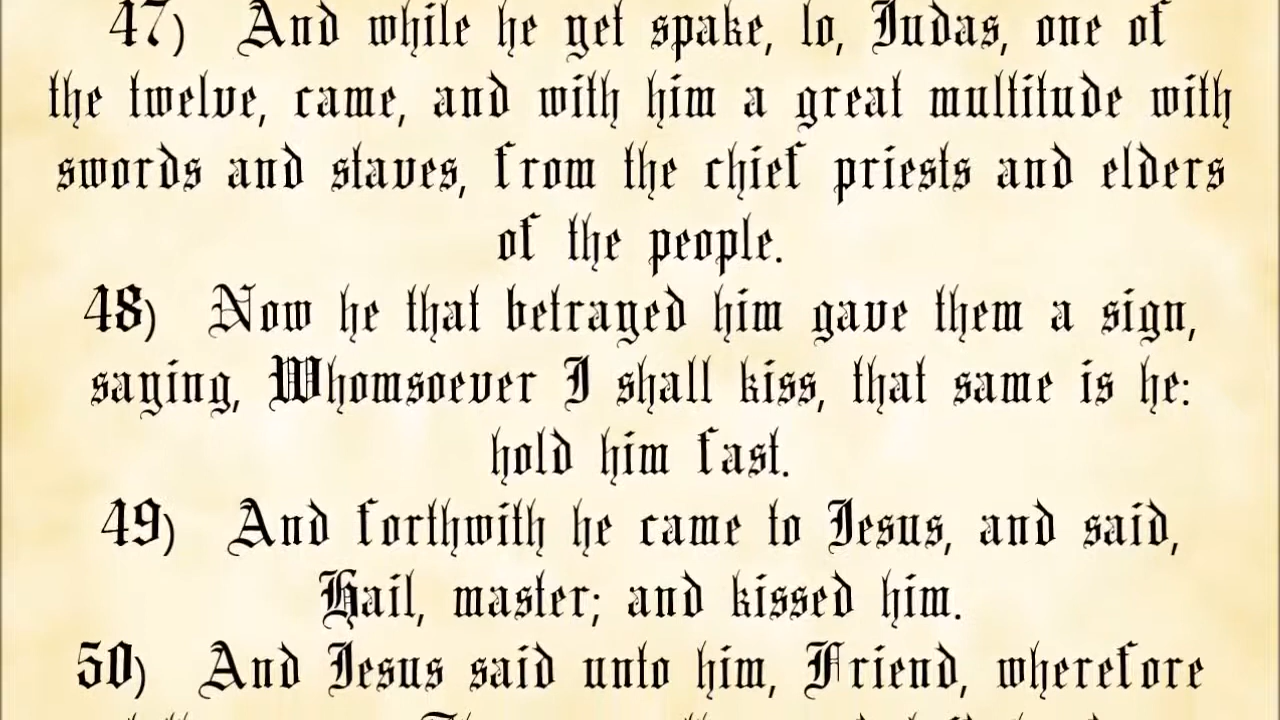 47) And while he yet spake, lo, Judas, one of
the twelve, came, and with him a great multitude with
swords and staves, from the chief priests and elders
of the people.
48) Now he that betrayed him gave them a sign,
saying, Whomsoever I shall kiss, that same is he:
hold him fast.
49) And forthwith he came to Jesus, and said,
Hail, master; and kissed him.
50) And Jesus said unto him, Friend, wherefore